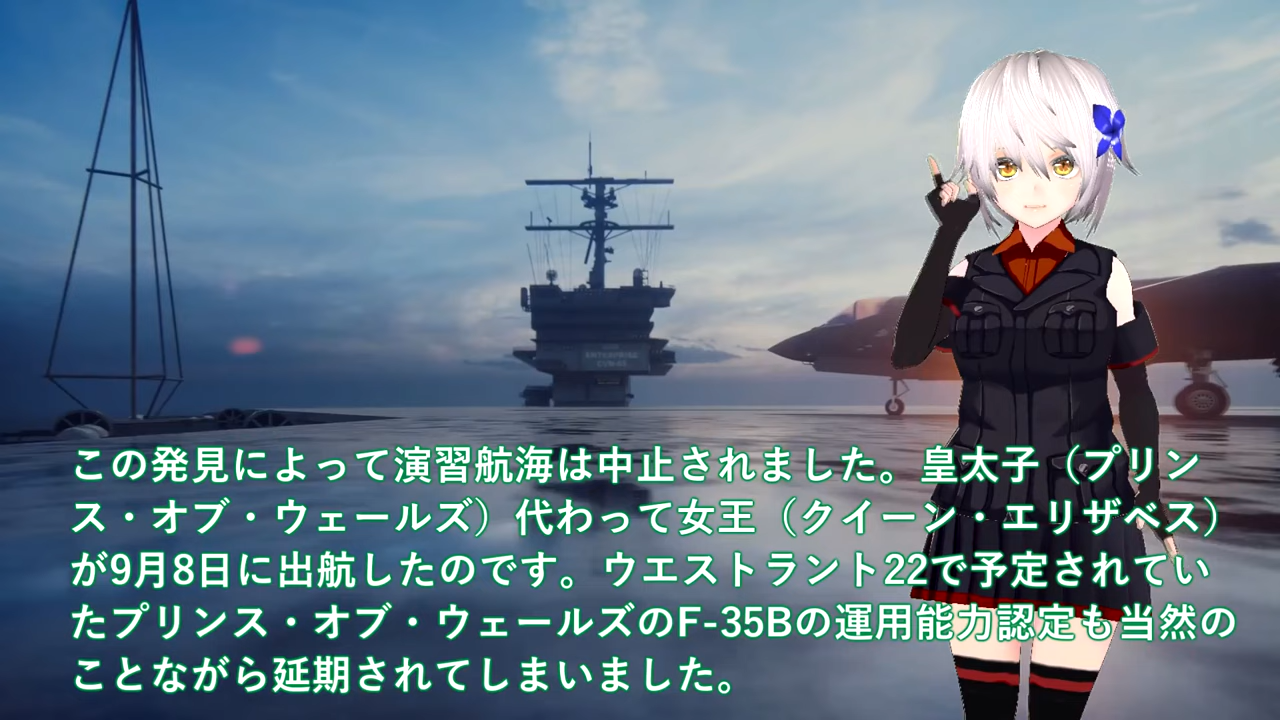 ENTERPRISE
CVN-65
この発見によって演習航海は中止されました。皇太子（プリン
ス・オブ・ウェールズ）代わって女王（クイーン・エリザベス）
が9月8日に出航したのです。ウエストラント22で予定されてい
たプリンス・オブ・ウェールズのF-35Bの運用能力認定も当然の
ことながら延期されてしまいました。